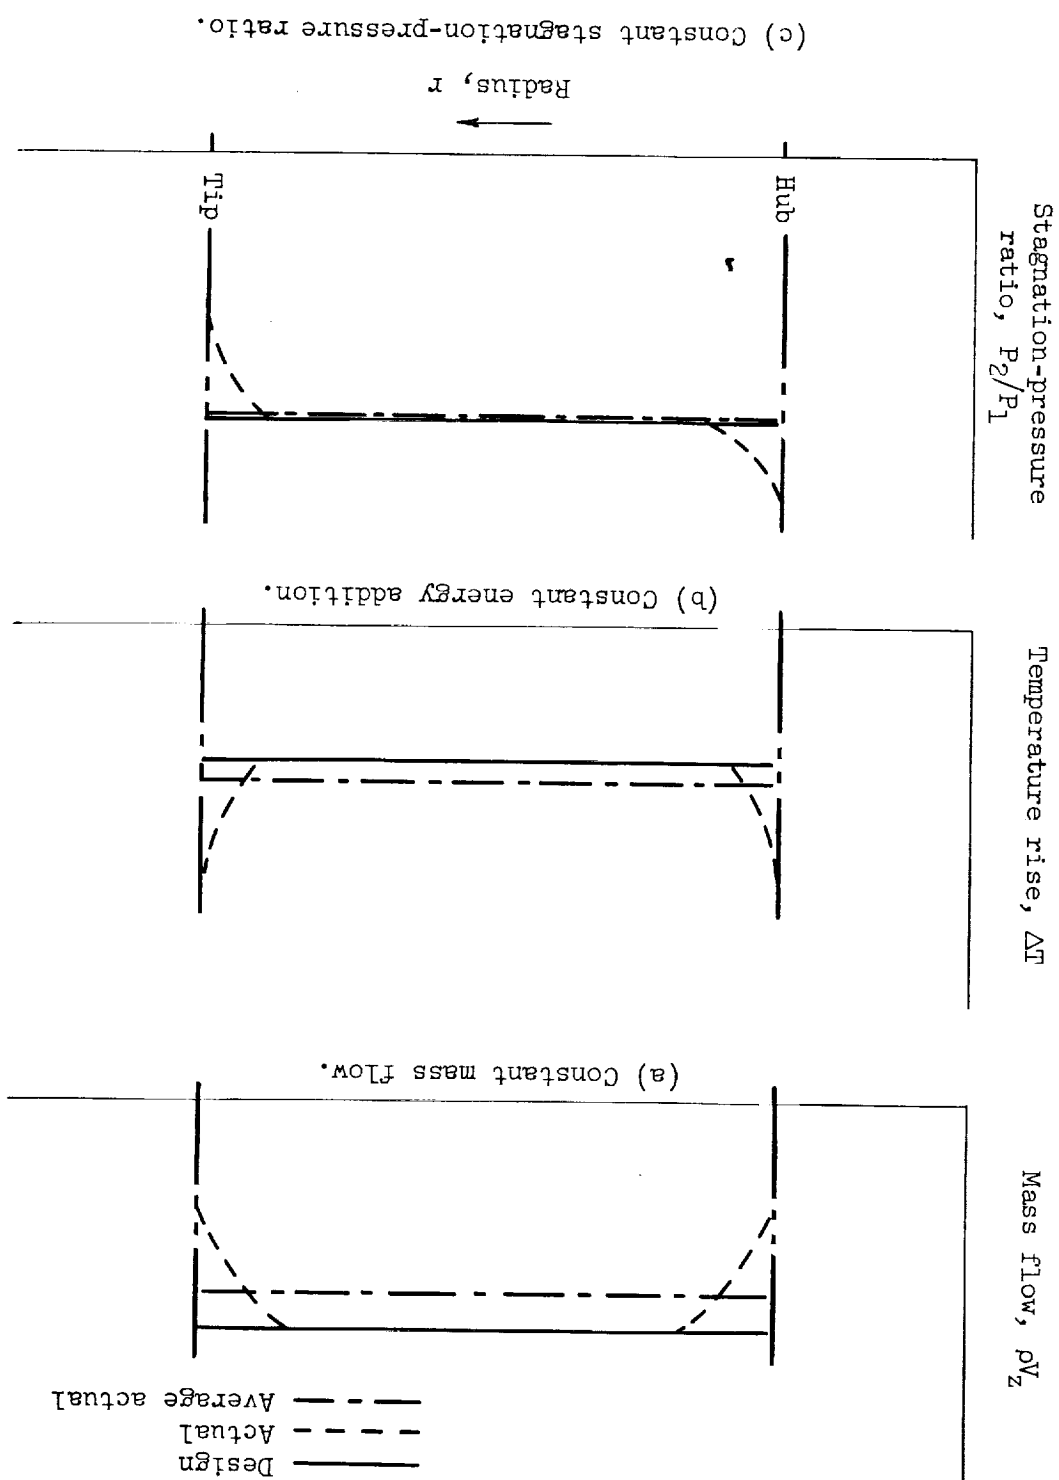 Design
Actual
Average actual
Mass flow, ρV_z
(a) Constant mass flow.
Temperature rise, ΔT
(b) Constant energy addition.
Stagnation-pressure
ratio, P_2/P_1
Hub
Tip
Radius, r
(c) Constant stagnation-pressure ratio.